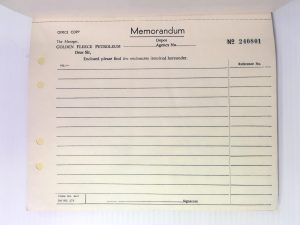 OFFICE COPY
Memorandum
The Manager,
GOLDEN FLEECE PETROLEUM
Depot
Agency No.
Nº 240801
Dear Sir,
Enclosed please find the enclosures itemised hereunder.
Reference No.
Signature